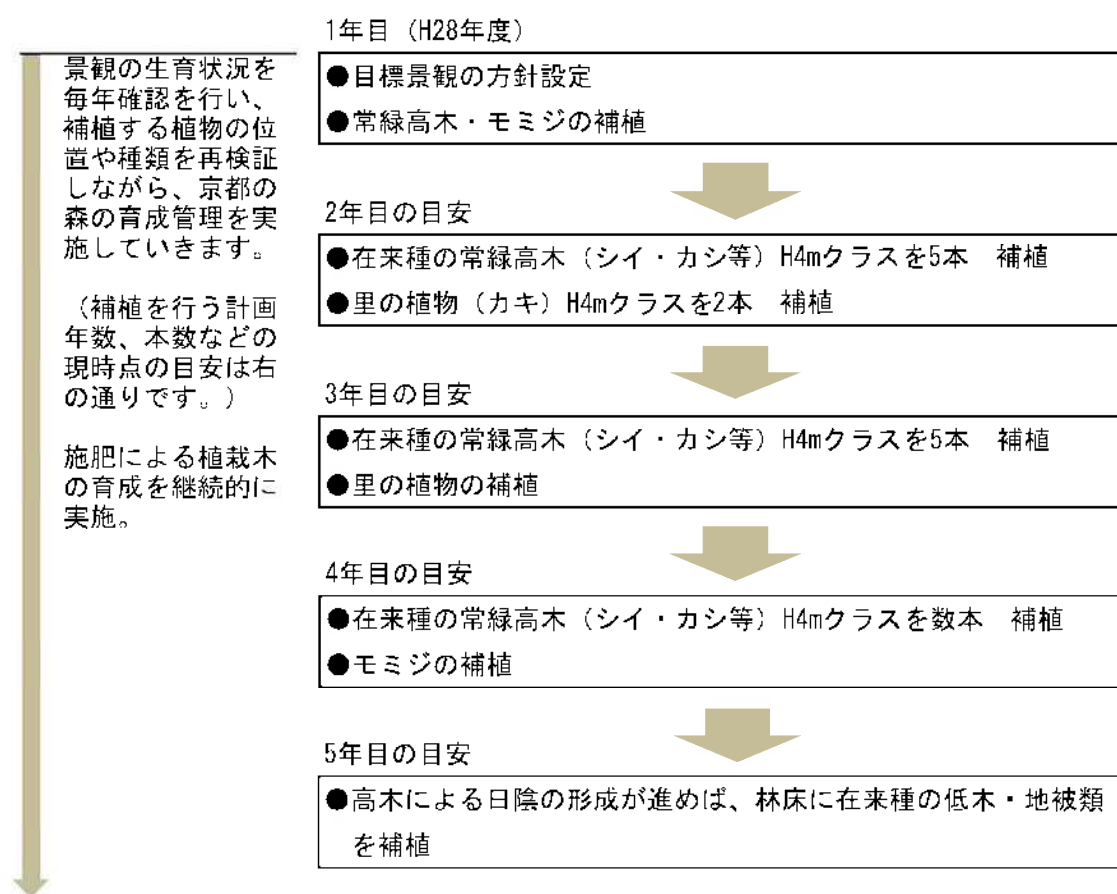 景観の生育状況を
毎年確認を行い、
補植する植物の位
置や種類を再検証
しながら、京都の
森の育成管理を実
施していきます。
（補植を行う計画
年数、本数などの
現時点の目安は右
の通りです。）
施肥による植栽木
の育成を継続的に
実施。
1年目（H28年度）
●目標景観の方針設定
●常緑高木・モミジの補植
2年目の目安
●在来種の常緑高木（シイ・カシ等）H4mクラスを5本　補植
●里の植物（カキ）H4mクラスを2本　補植
3年目の目安
●在来種の常緑高木（シイ・カシ等）H4mクラスを5本　補植
●里の植物の補植
4年目の目安
●在来種の常緑高木（シイ・カシ等）H4mクラスを数本　補植
●モミジの補植
5年目の目安
●高木による日陰の形成が進めば、林床に在来種の低木・地被類
を補植